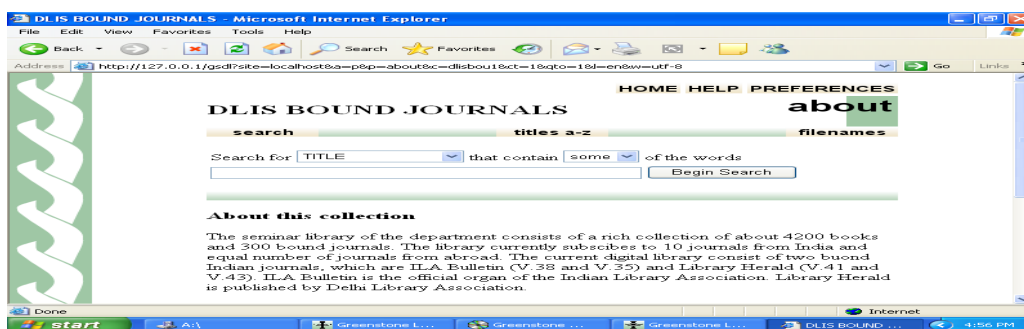 DLIS BOUND JOURNALS - Microsoft Internet Explorer
File Edit View Favorites Tools Help
Back Search Favorites
Address http://127.0.0.1/gsdl?site=localhost&a=p&p=about&c=dlisbou1&ct=1&qto=1&l=en&w=utf-8 Go Links
HOME HELP PREFERENCES
DLIS BOUND JOURNALS about
search titles a-z filenames
Search for TITLE that contain some of the words
Begin Search
About this collection
The seminar library of the department consists of a rich collection of about 4200 books
and 300 bound journals. The library currently subscibes to 10 journals from India and
equal number of journals from abroad. The current digital library consist of two buond
Indian journals, which are ILA Bulletin (V.38 and V.35) and Library Herald (V.41 and
V.43). ILA Bulletin is the official organ of the Indian Library Association. Library Herald
is published by Delhi Library Association.
Done Internet
start A:\ Greenstone L... Greenstone ... Greenstone L... DLIS BOUND ... 4:56 PM